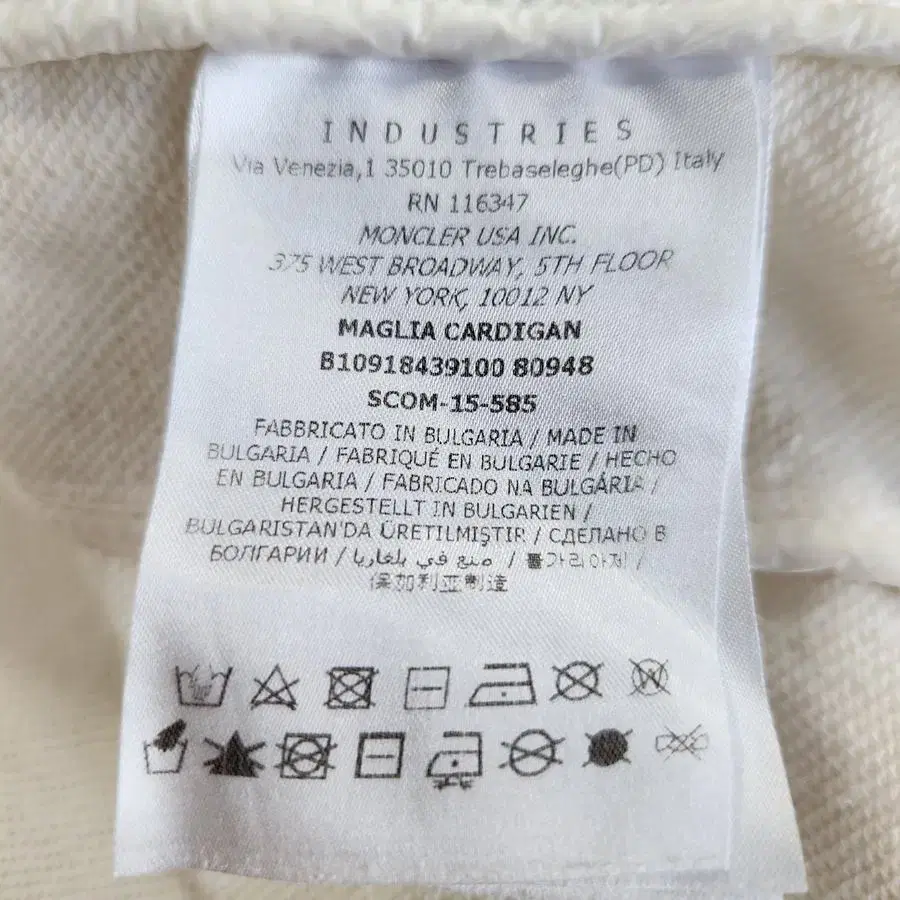 INDUSTRIES
Via Venezia,1 35010 Trebaseleghe(PD) Italy
RN 116347
MONCLER USA INC.
375 WEST BROADWAY, 5TH FLOOR
NEW YORK, 10012 NY
MAGLIA CARDIGAN
B10918439100 80948
SCOM-15-585
FABBRICATO IN BULGARIA / MADE IN
BULGARIA / FABRIQUÉ EN BULGARIE / HECHO
EN BULGARIA / FABRICADO NA BULGÁRIA /
HERGESTELLT IN BULGARIEN /
BULGARISTAN'DA ÜRETILMIŞTIR / СДЕЛАНО В
БОЛГАРИИ / صنع في بلغاريا / 불가리아제 /
保加利亚制造